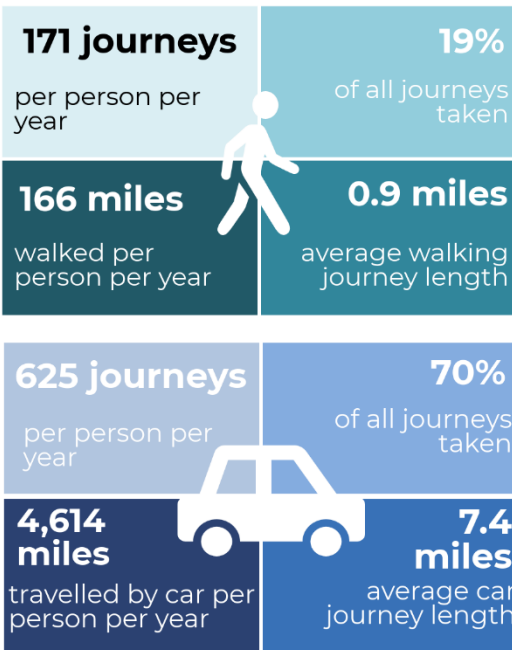 171 journeys
per person per
year
19%
of all journeys
taken
166 miles
walked per
person per year
0.9 miles
average walking
journey length
625 journeys
per person per
year
70%
of all journeys
taken
4,614
miles
travelled by car per
person per year
7.4
miles
average car
journey length